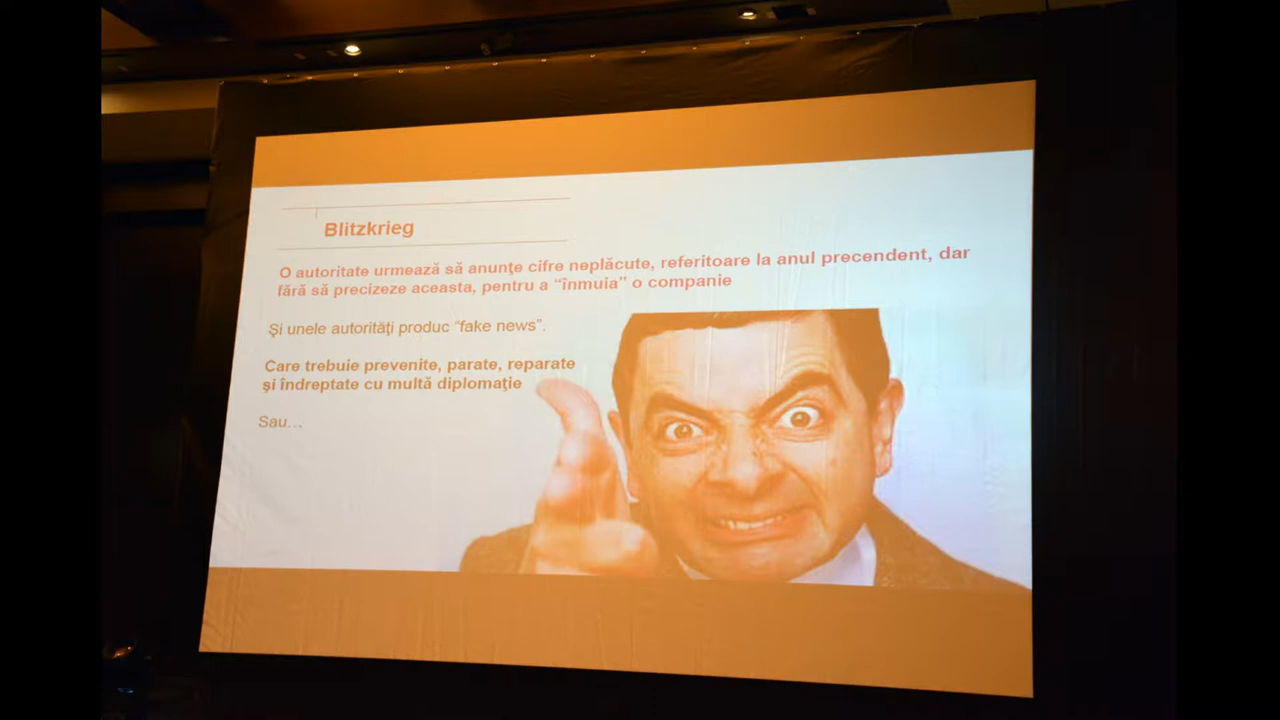 Blitzkrieg
O autoritate urmează să anunţe cifre neplăcute, referitoare la anul precendent, dar
fără să precizeze aceasta, pentru a “înmuia” o companie
Şi unele autorităţi produc “fake news”.
Care trebuie prevenite, parate, reparate
şi îndreptate cu multă diplomaţie
Sau…